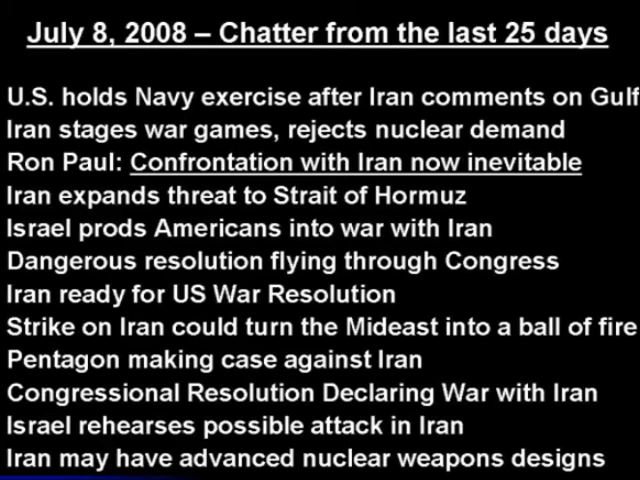 July 8, 2008 – Chatter from the last 25 days
U.S. holds Navy exercise after Iran comments on Gulf
Iran stages war games, rejects nuclear demand
Ron Paul: Confrontation with Iran now inevitable
Iran expands threat to Strait of Hormuz
Israel prods Americans into war with Iran
Dangerous resolution flying through Congress
Iran ready for US War Resolution
Strike on Iran could turn the Mideast into a ball of fire
Pentagon making case against Iran
Congressional Resolution Declaring War with Iran
Israel rehearses possible attack in Iran
Iran may have advanced nuclear weapons designs